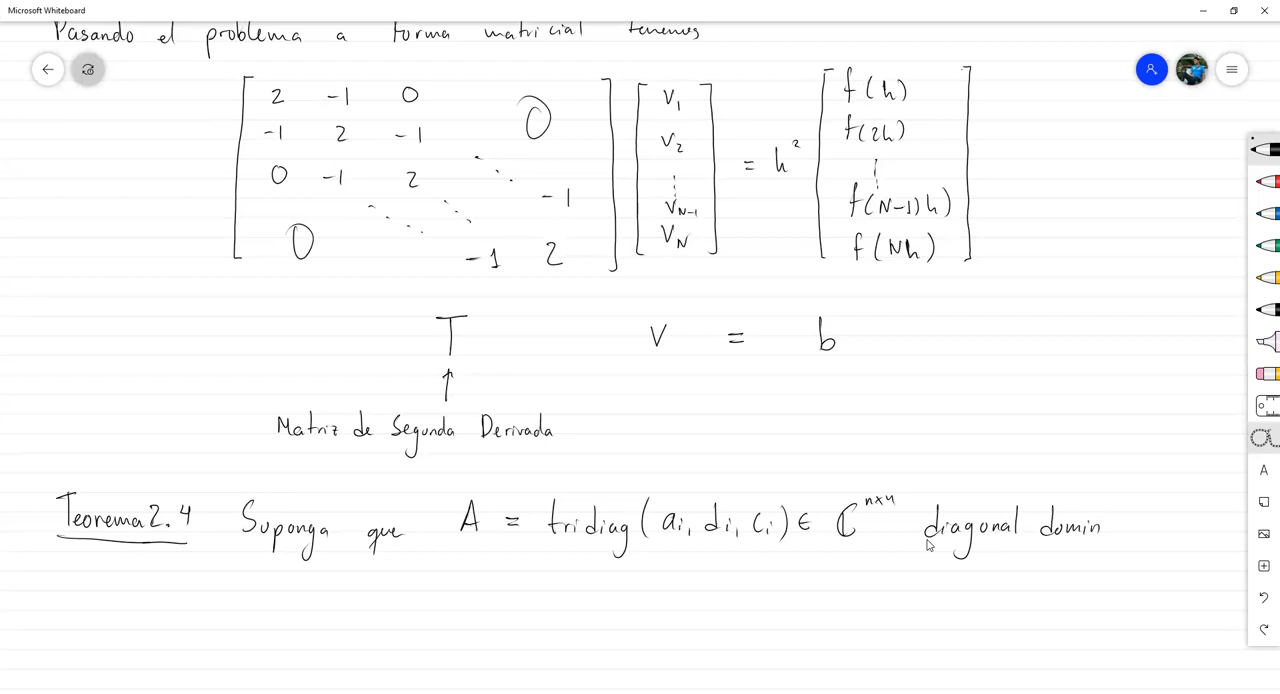 Microsoft Whiteboard
Pasando el problema a forma matricial tenemos
2 -1 0 0 v1 f(h)
-1 2 -1 v2 f(2h)
0 -1 2 ⋱ -1 ⋮ = h² ⋮
⋱ ⋱ vN-1 f(N-1)h)
0 -1 2 vN f(Nh)
T v = b
↑
Matriz de Segunda Derivada
Teorema 2.4 Suponga que A = tridiag(ai, di, ci) ∈ ℂⁿˣⁿ diagonal domin
A